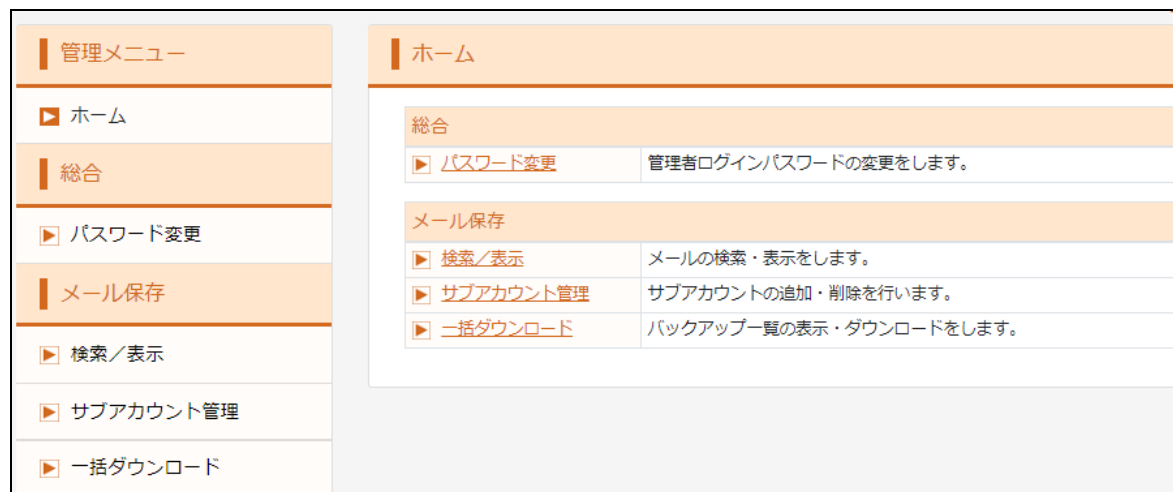 管理メニュー
ホーム
総合
パスワード変更
メール保存
検索／表示
サブアカウント管理
一括ダウンロード
ホーム
総合
パスワード変更 管理者ログインパスワードの変更をします。
メール保存
検索／表示 メールの検索・表示をします。
サブアカウント管理 サブアカウントの追加・削除を行います。
一括ダウンロード バックアップ一覧の表示・ダウンロードをします。